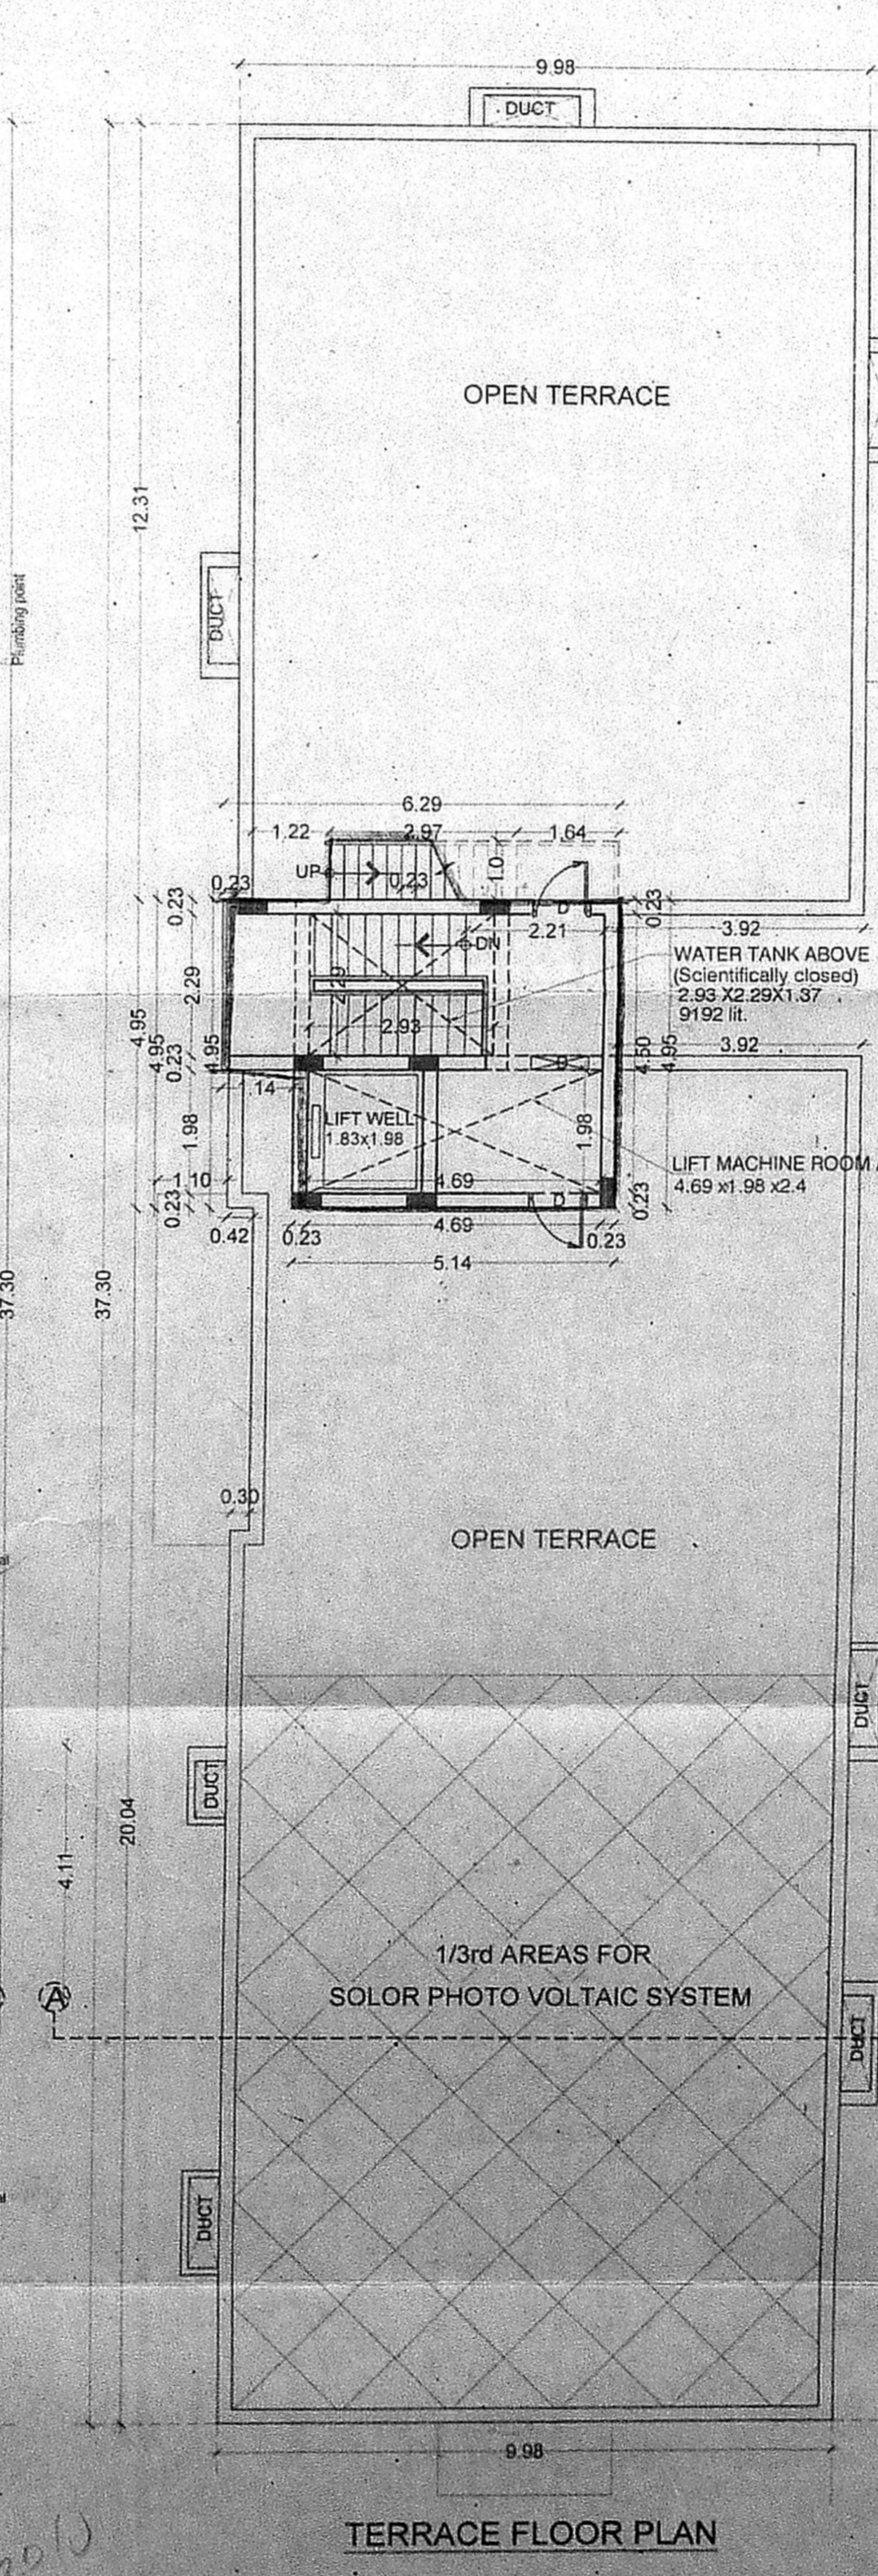 9.98
DUCT
OPEN TERRACE
12.31
Plumbing point
DUCT
6.29
1.22
2.97
1.64
UP
0.23
1.0
0.23
0.23
D
0.23
DN
2.21
3.92
WATER TANK ABOVE
(Scientifically closed)
2.93 X2.29X1.37
9192 lit.
2.29
2.29
2.93
4.95
4.95
0.23
4.95
4.50
4.95
3.92
.14
LIFT WELL
1.83x1.98
1.98
1.98
LIFT MACHINE ROOM
4.69 x1.98 x2.4
1.10
4.69
0.23
D
0.23
0.42
0.23
4.69
0.23
5.14
37.30
37.30
0.30
OPEN TERRACE
DUCT
DUCT
4.11
20.04
1/3rd AREAS FOR
SOLOR PHOTO VOLTAIC SYSTEM
A
DUCT
DUCT
9.98
TERRACE FLOOR PLAN